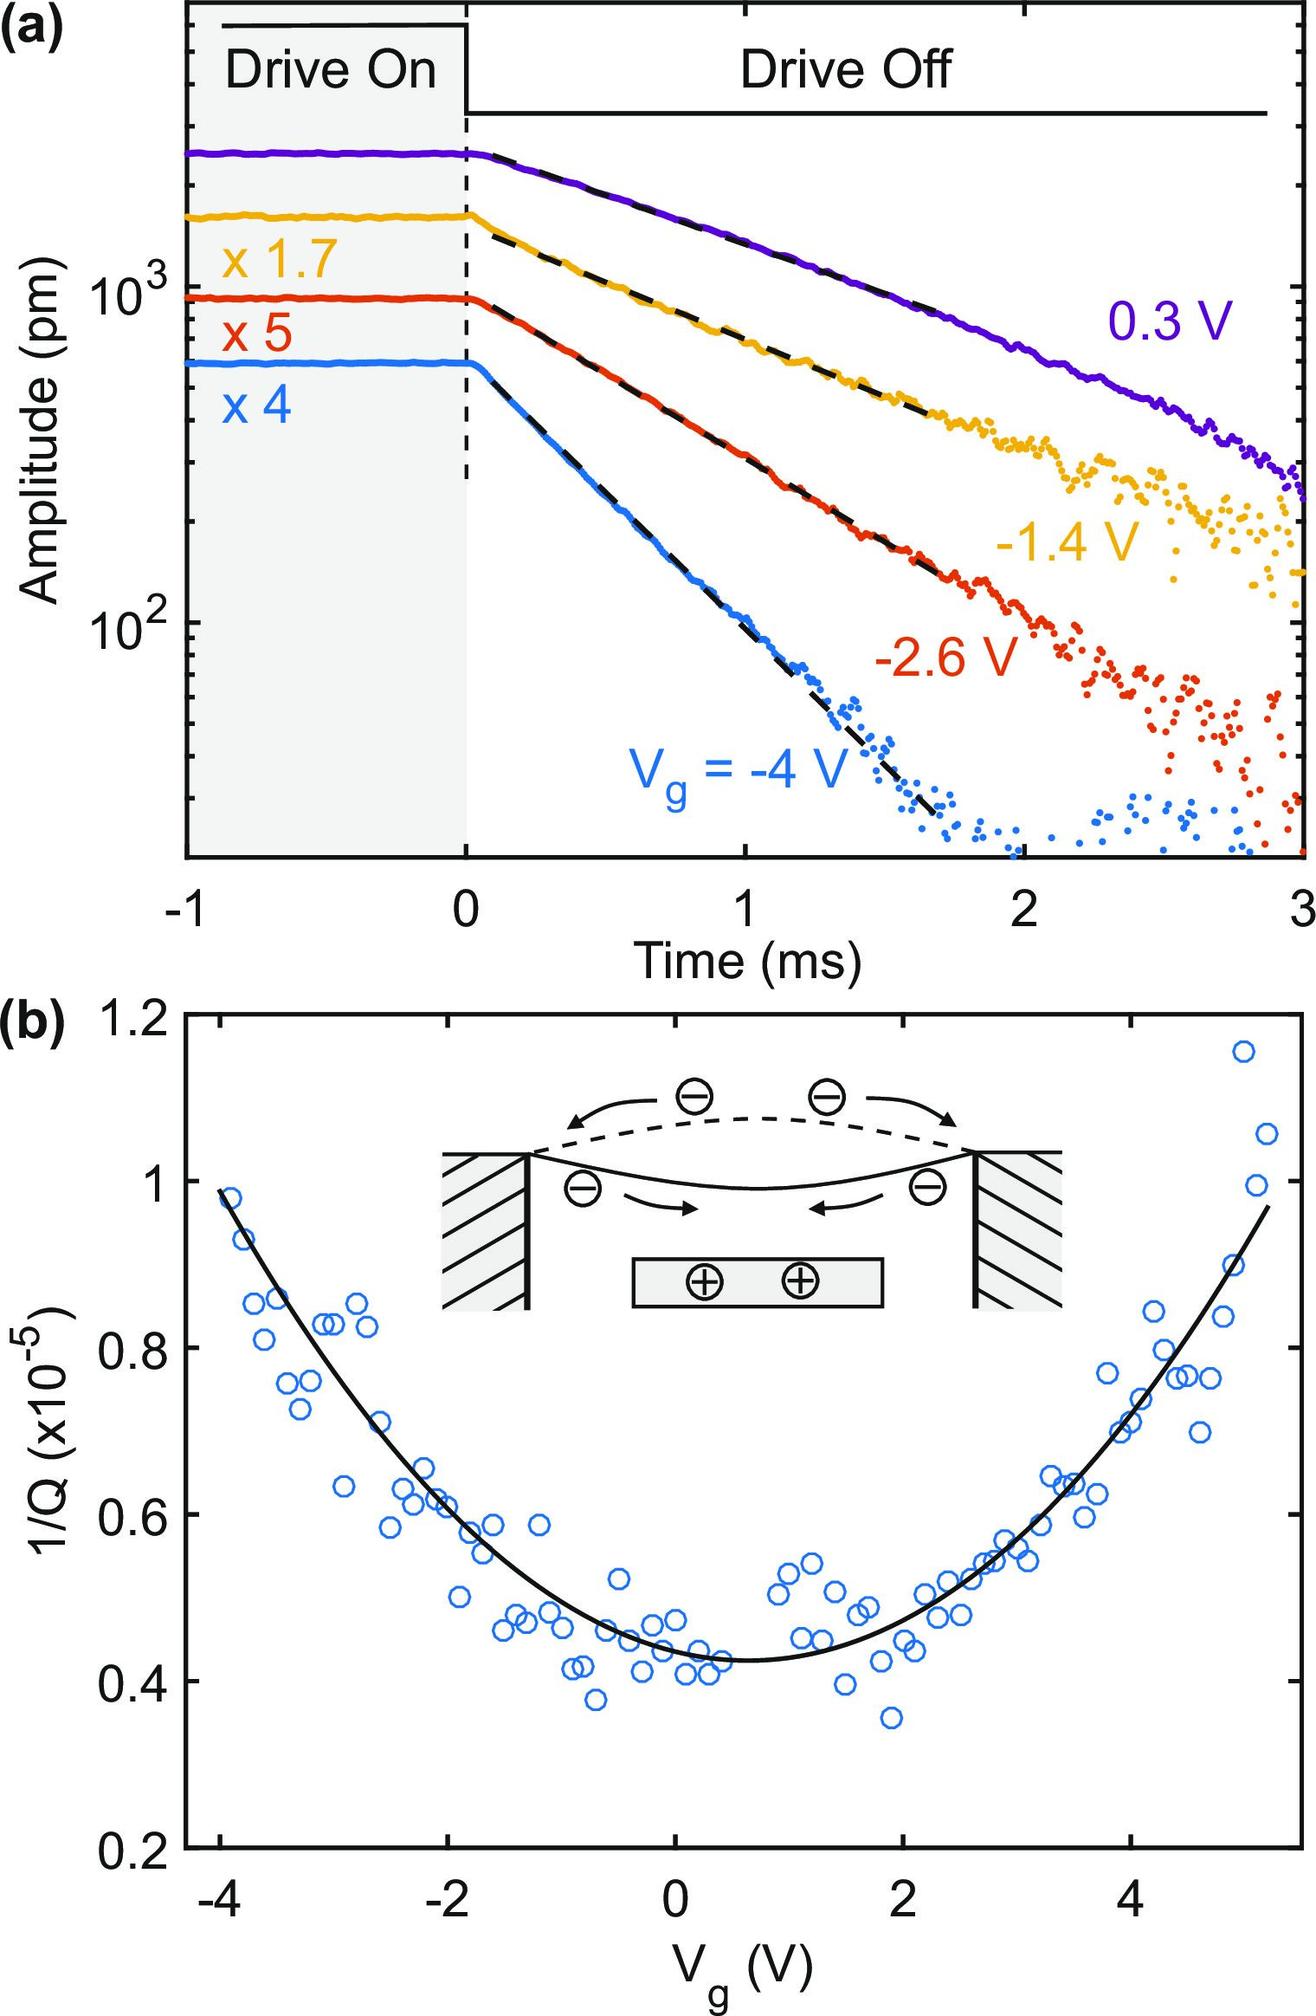 (a)
Drive On
Drive Off
x 1.7
x 5
x 4
0.3 V
-1.4 V
-2.6 V
V_g = -4 V
10^3
10^2
Amplitude (pm)
-1 0 1 2 3
Time (ms)
(b)
1.2
1
0.8
0.6
0.4
0.2
1/Q (x10^-5)
-4 -2 0 2 4
V_g (V)